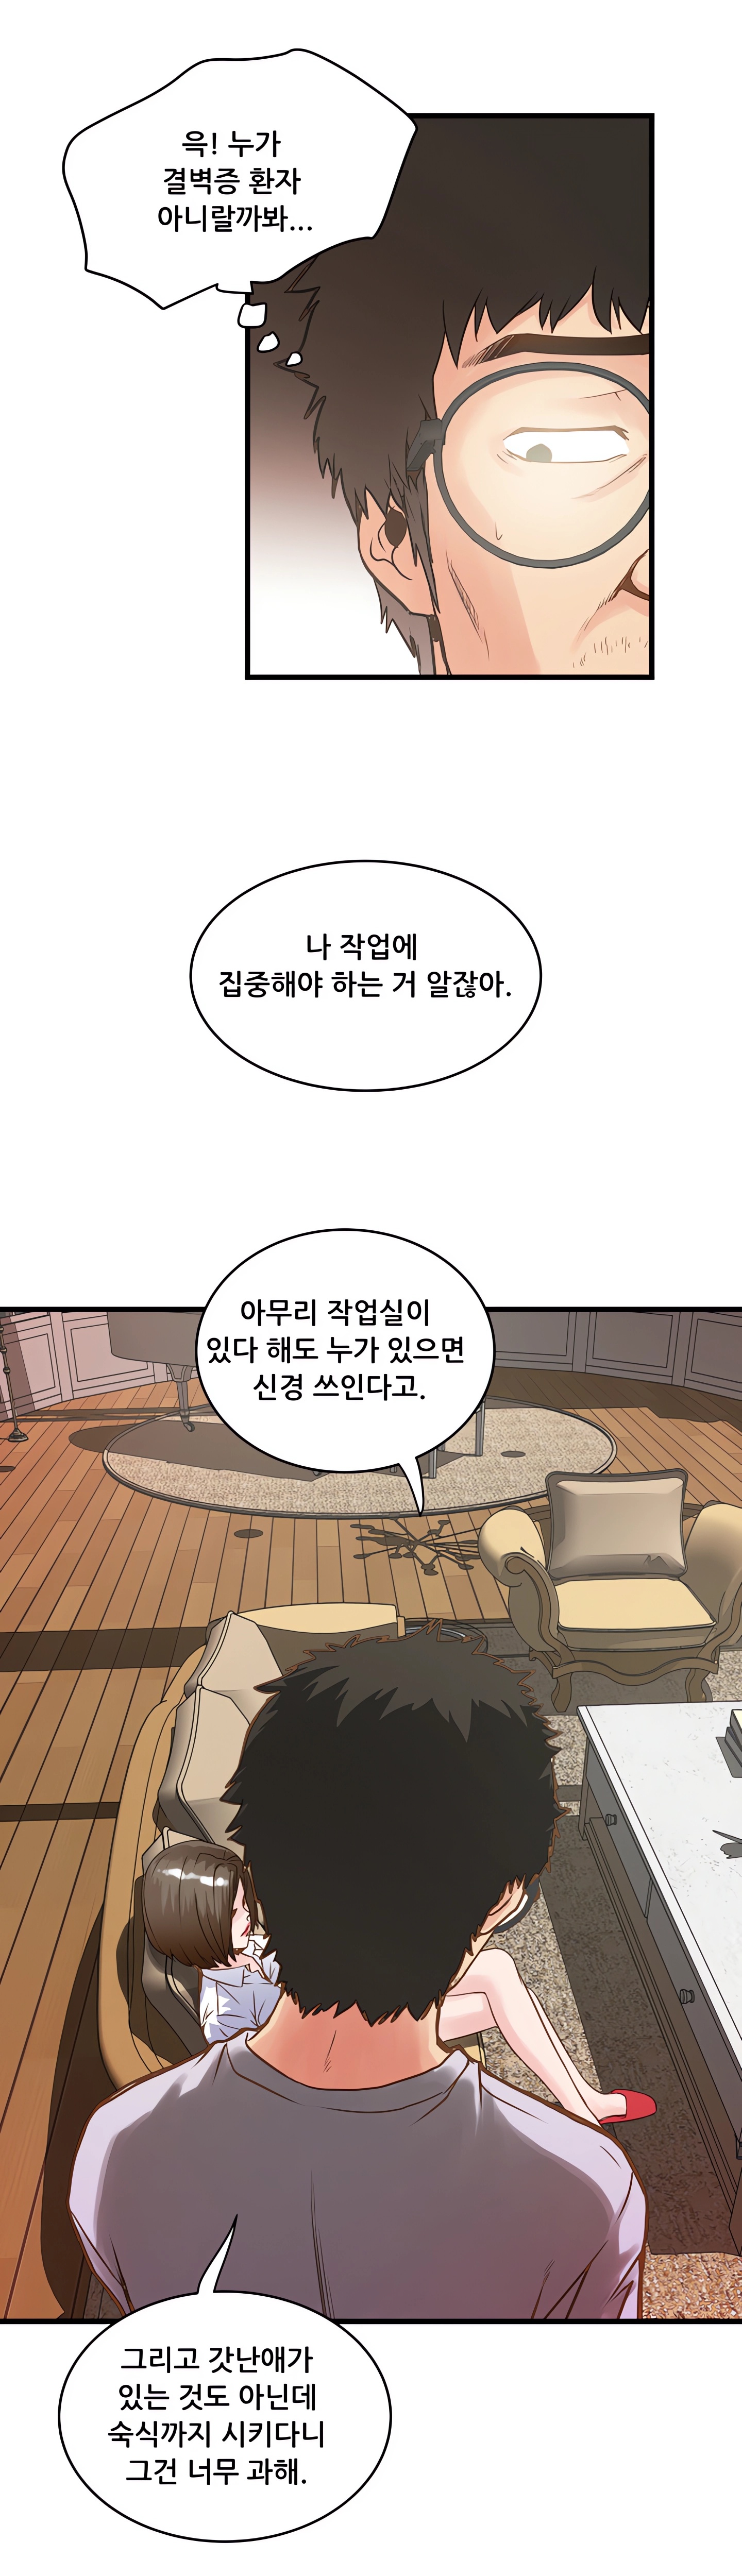 윽! 누가
결벽증 환자
아니랄까봐...
나 작업에
집중해야 하는 거 알잖아.
아무리 작업실이
있다 해도 누가 있으면
신경 쓰인다고.
그리고 갓난애가
있는 것도 아닌데
숙식까지 시키다니
그건 너무 과해.